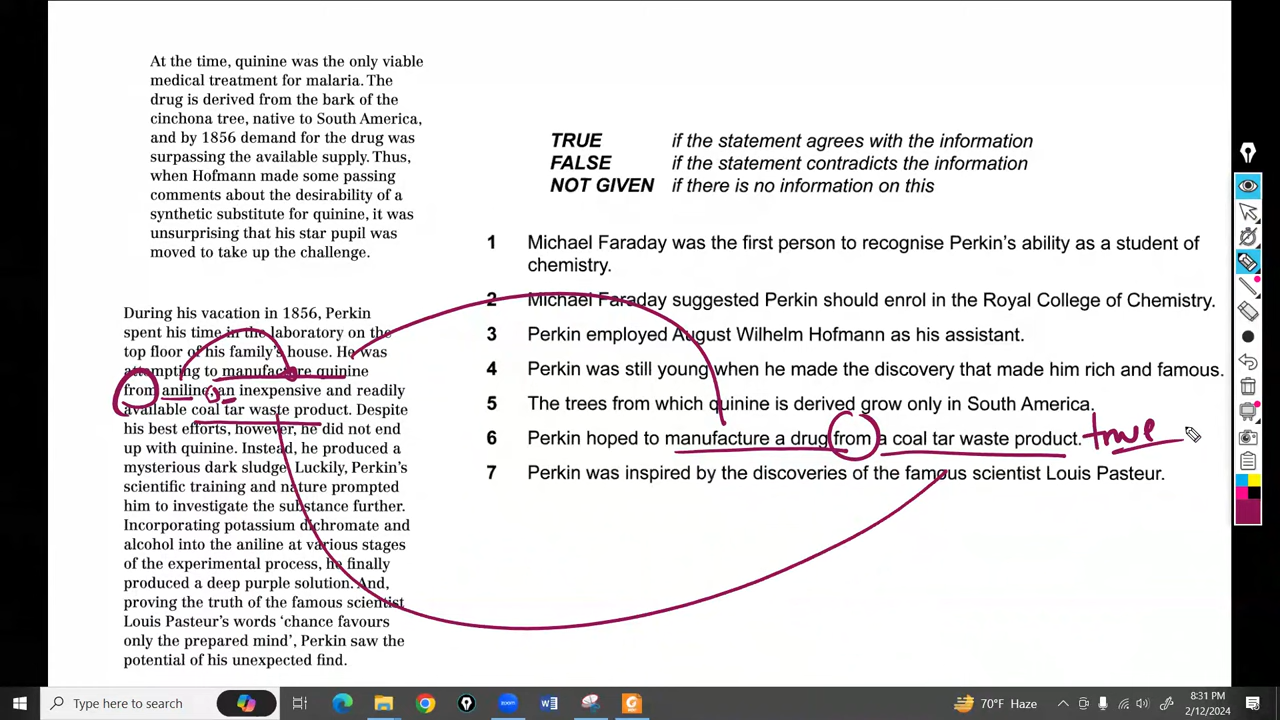 At the time, quinine was the only viable
medical treatment for malaria. The
drug is derived from the bark of the
cinchona tree, native to South America,
and by 1856 demand for the drug was
surpassing the available supply. Thus,
when Hofmann made some passing
comments about the desirability of a
synthetic substitute for quinine, it was
unsurprising that his star pupil was
moved to take up the challenge.
During his vacation in 1856, Perkin
spent his time in the laboratory on the
top floor of his family's house. He was
attempting to manufacture quinine
from aniline, an inexpensive and readily
available coal tar waste product. Despite
his best efforts, however, he did not end
up with quinine. Instead, he produced a
mysterious dark sludge. Luckily, Perkin's
scientific training and nature prompted
him to investigate the substance further.
Incorporating potassium dichromate and
alcohol into the aniline at various stages
of the experimental process, he finally
produced a deep purple solution. And,
proving the truth of the famous scientist
Louis Pasteur's words 'chance favours
only the prepared mind', Perkin saw the
potential of his unexpected find.
TRUE if the statement agrees with the information
FALSE if the statement contradicts the information
NOT GIVEN if there is no information on this
1 Michael Faraday was the first person to recognise Perkin's ability as a student of
chemistry.
2 Michael Faraday suggested Perkin should enrol in the Royal College of Chemistry.
3 Perkin employed August Wilhelm Hofmann as his assistant.
4 Perkin was still young when he made the discovery that made him rich and famous.
5 The trees from which quinine is derived grow only in South America.
6 Perkin hoped to manufacture a drug from a coal tar waste product. true
7 Perkin was inspired by the discoveries of the famous scientist Louis Pasteur.
Type here to search
zoom
70°F Haze
8:31 PM
2/12/2024